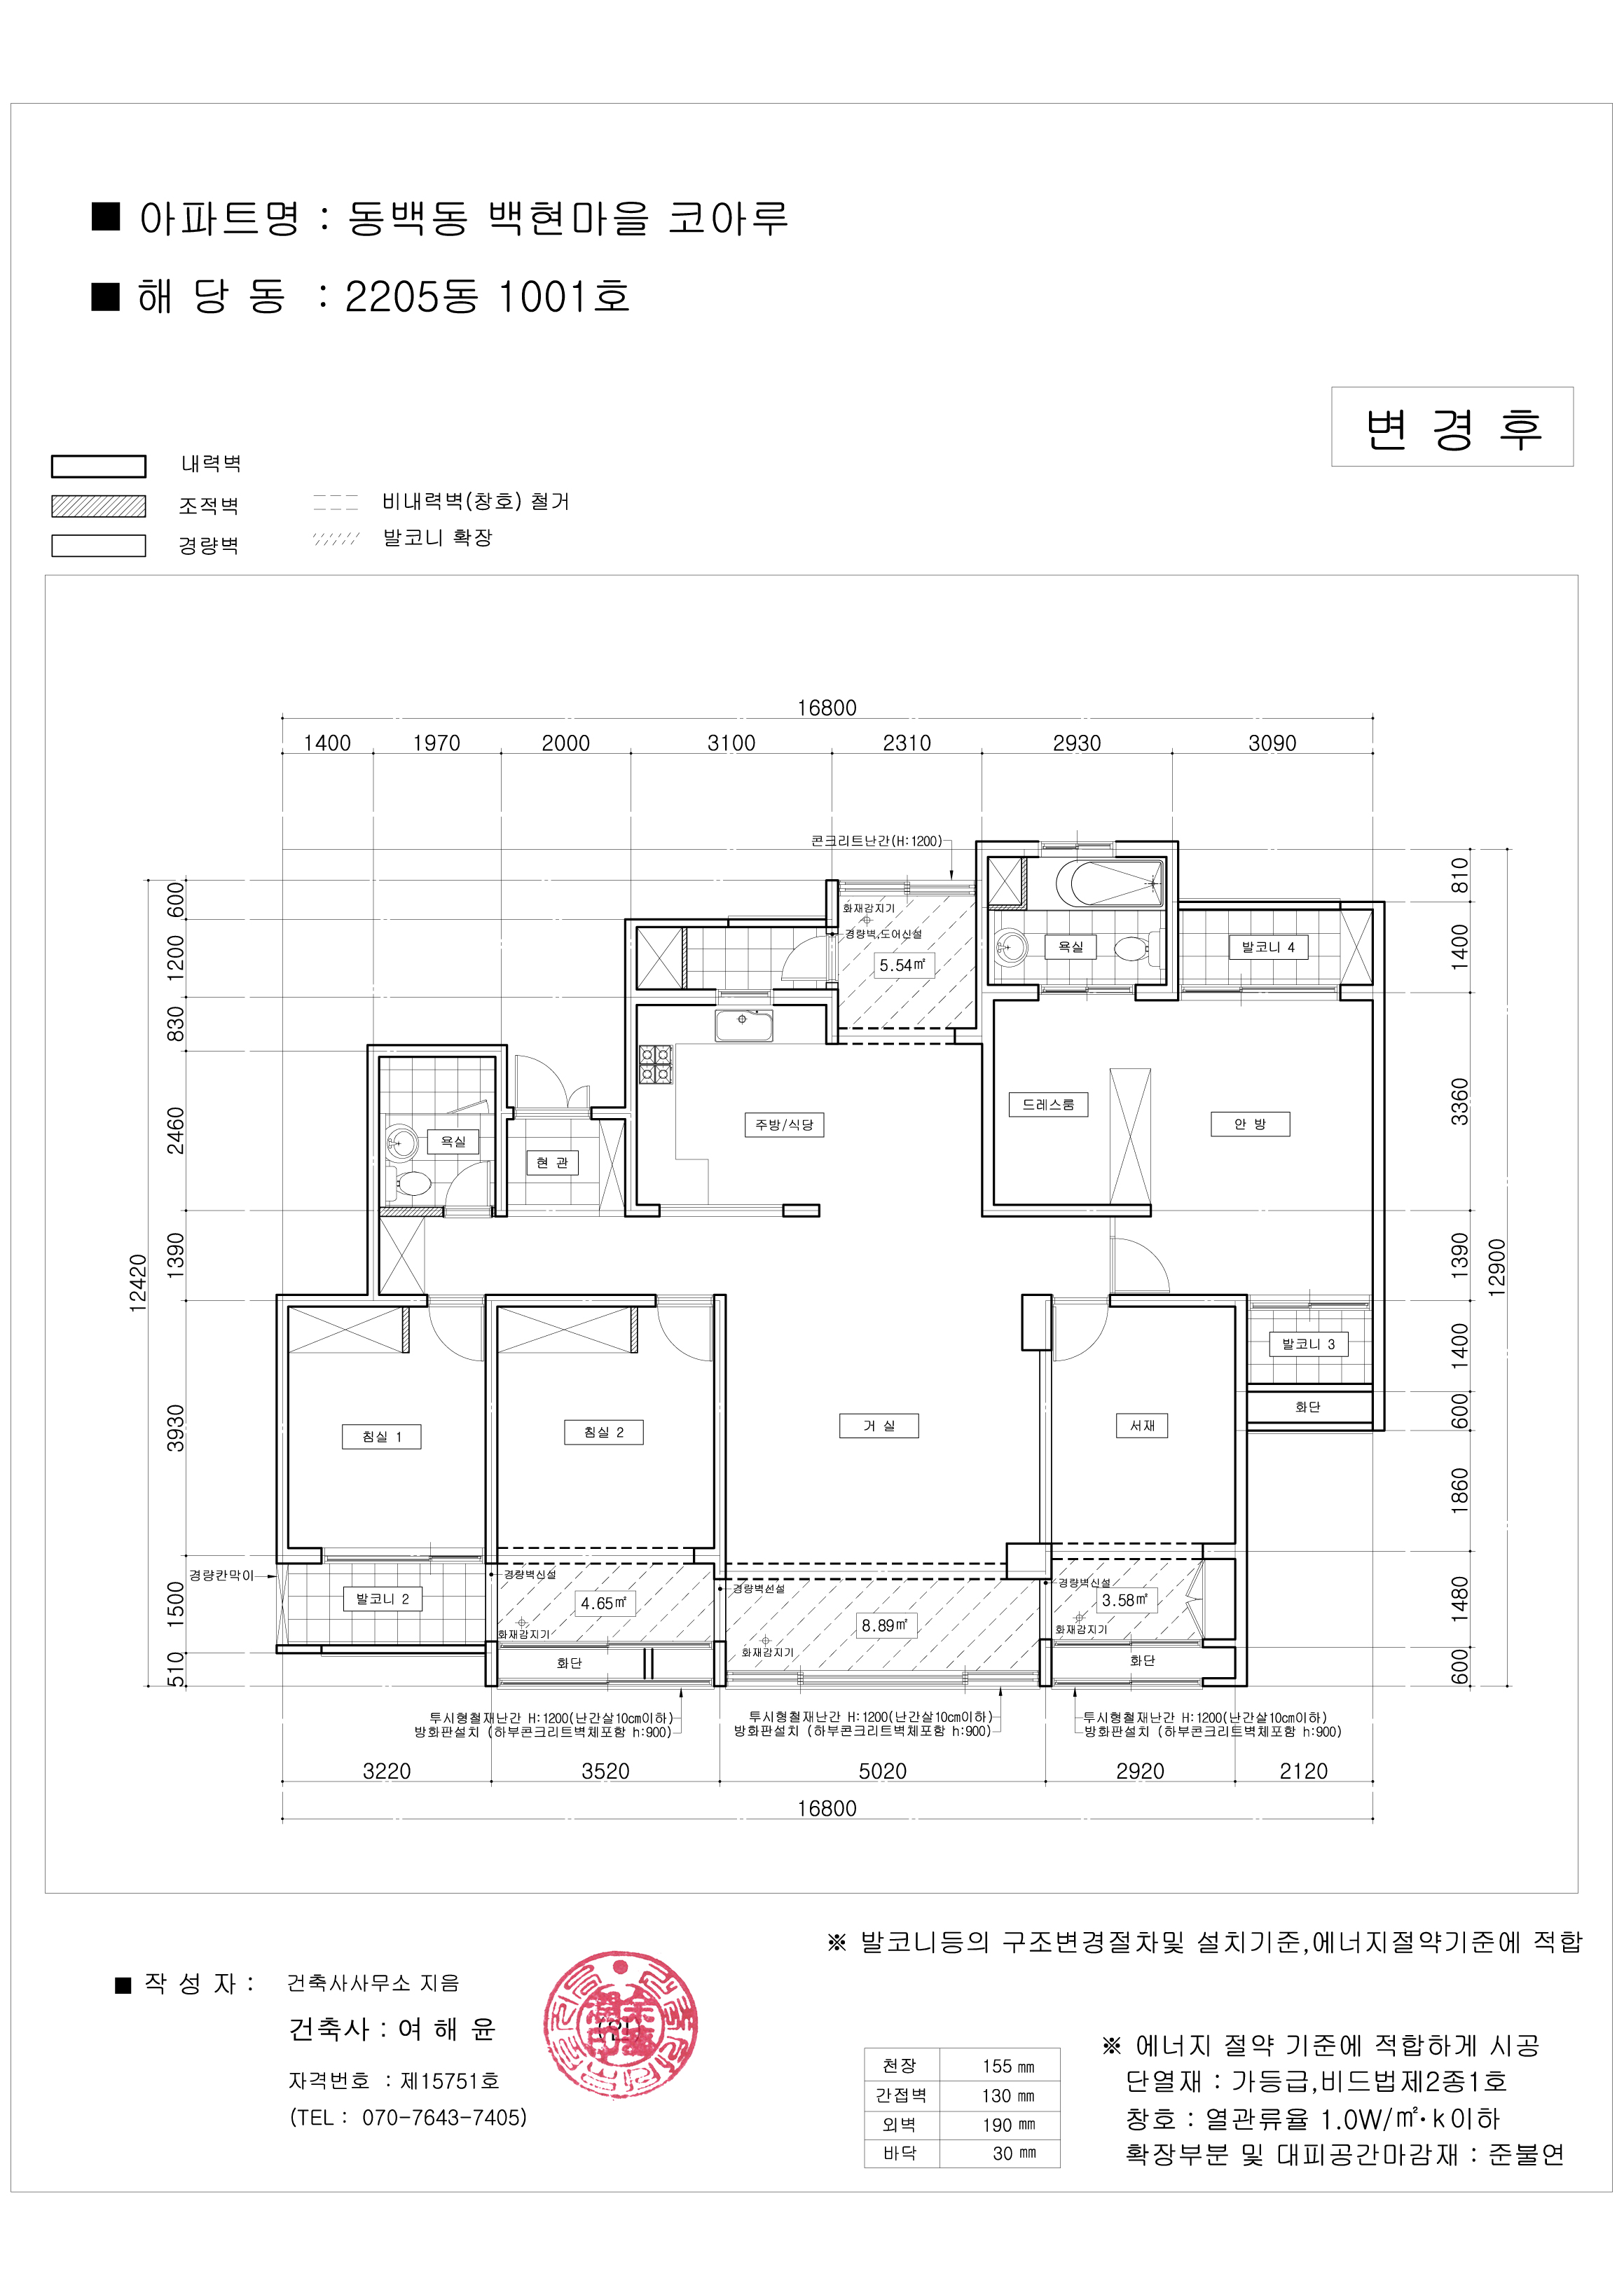 ■ 아파트명 : 동백동 백현마을 코아루
■ 해 당 동 : 2205동 1001호
변 경 후
내력벽
조적벽
경량벽
비내력벽(창호) 철거
발코니 확장
16800
1400 1970 2000 3100 2310 2930 3090
콘크리트난간(H:1200)
화재감지기
경량벽,도어신설
5.54㎡
욕실
발코니 4
드레스룸
안 방
주방/식당
욕실
현 관
발코니 3
화단
침실 1
침실 2
거 실
서재
경량칸막이
발코니 2
경량벽신설
4.65㎡
화재감지기
화단
경량벽신설
8.89㎡
화재감지기
경량벽신설
3.58㎡
화재감지기
화단
투시형철재난간 H:1200(난간살10cm이하)
방화판설치 (하부콘크리트벽체포함 h:900)
투시형철재난간 H:1200(난간살10cm이하)
방화판설치 (하부콘크리트벽체포함 h:900)
투시형철재난간 H:1200(난간살10cm이하)
방화판설치 (하부콘크리트벽체포함 h:900)
12420
600
1200
830
2460
1390
3930
1500
510
810
1400
3360
1390
1400
600
1860
1480
600
12900
3220 3520 5020 2920 2120
16800
※ 발코니등의 구조변경절차및 설치기준,에너지절약기준에 적합
■ 작 성 자 : 건축사사무소 지음
건축사 : 여 해 윤
자격번호 : 제15751호
(TEL : 070-7643-7405)
천장 155 ㎜
간접벽 130 ㎜
외벽 190 ㎜
바닥 30 ㎜
※ 에너지 절약 기준에 적합하게 시공
단열재 : 가등급,비드법제2종1호
창호 : 열관류율 1.0W/㎡·k이하
확장부분 및 대피공간마감재 : 준불연